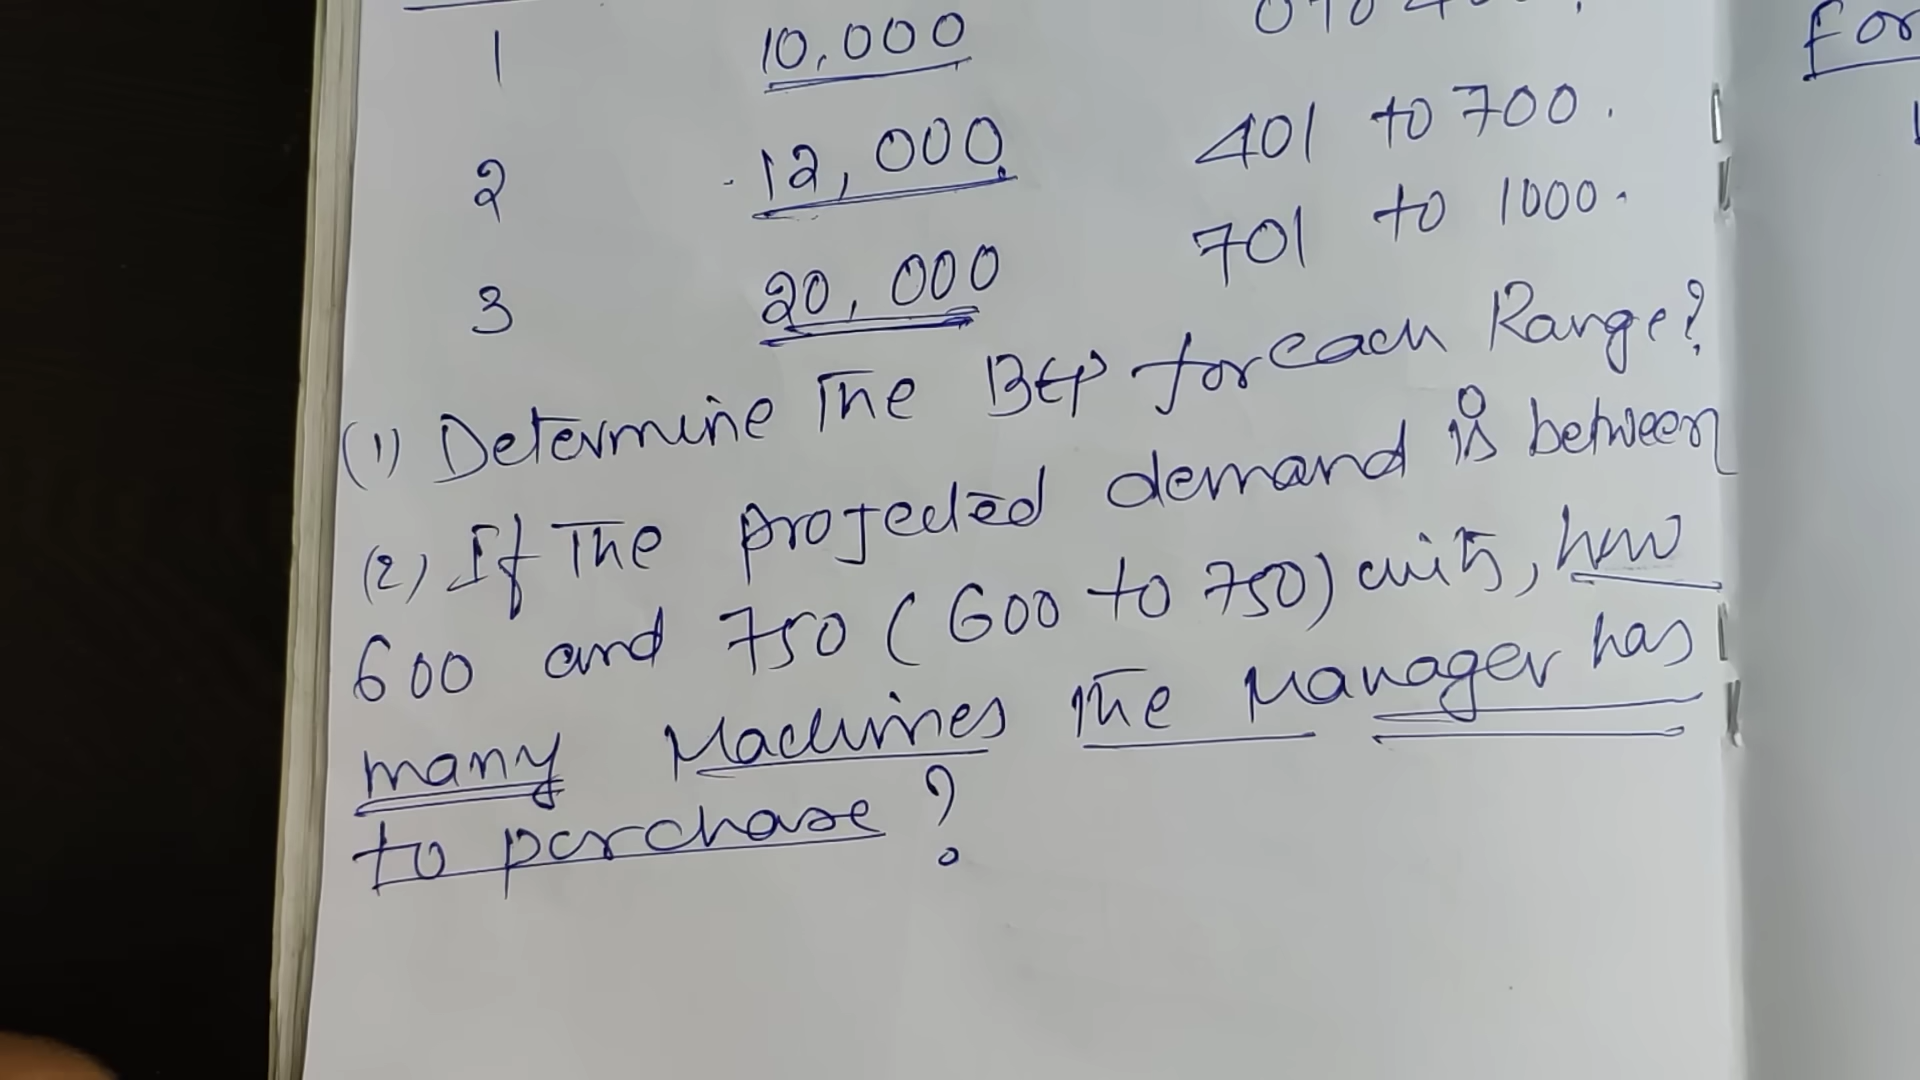 1 10,000
2 12,000 401 to 700.
3 20,000 701 to 1000.
(1) Determine The BEP for each Range?
(2) If The projected demand is between
600 and 750 (600 to 750) units, how
many Machines the Manager has
to purchase?
For